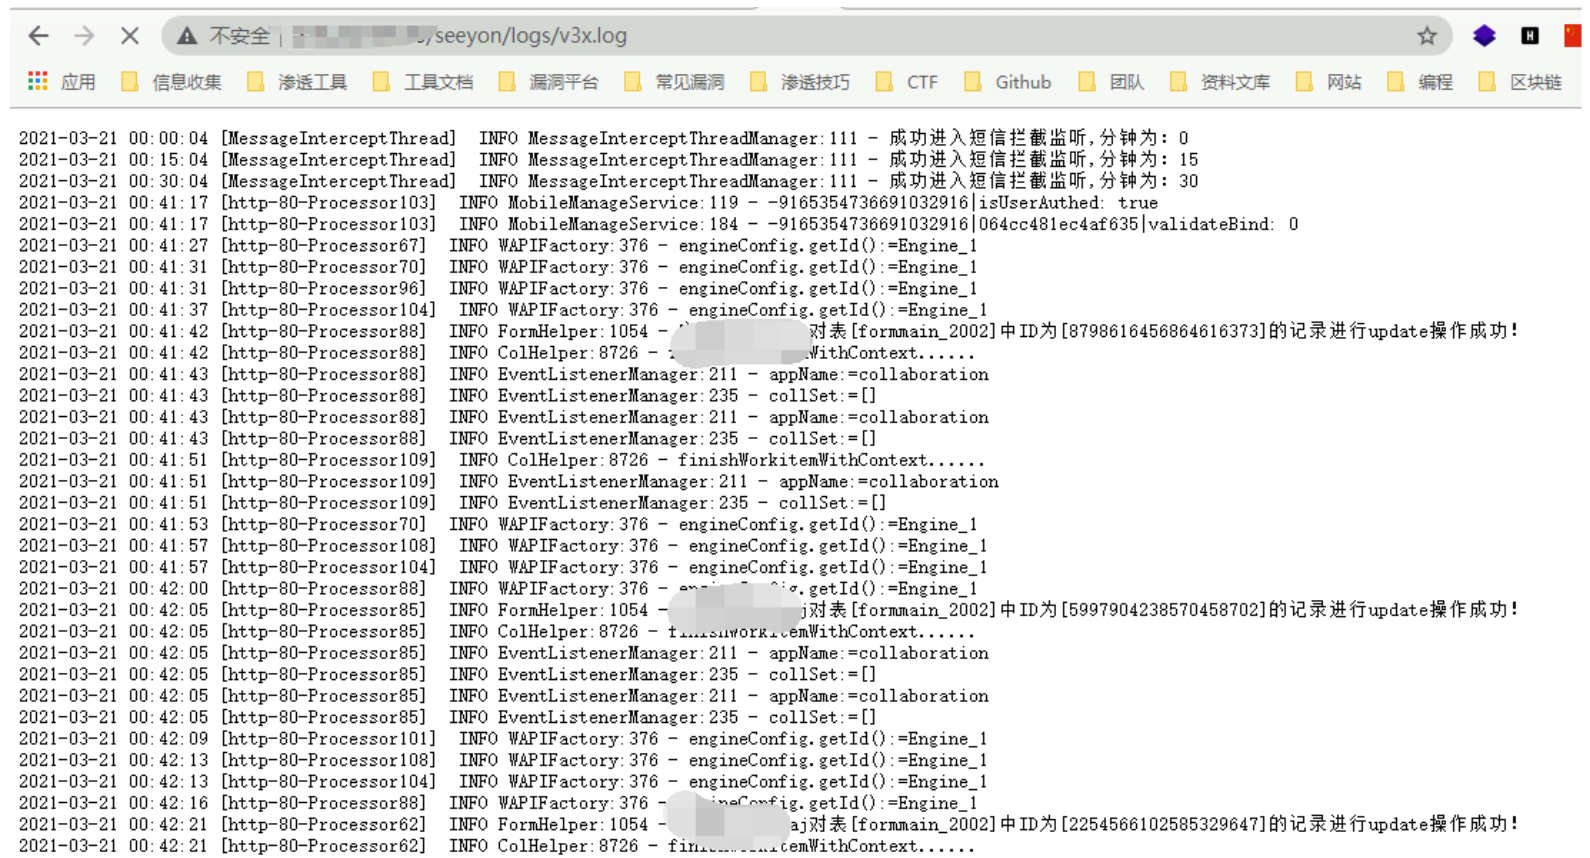 不安全 /seeyon/logs/v3x.log
应用 信息收集 渗透工具 工具文档 漏洞平台 常见漏洞 渗透技巧 CTF Github 团队 资料文库 网站 编程 区块链
2021-03-21 00:00:04 [MessageInterceptThread]  INFO MessageInterceptThreadManager:111 - 成功进入短信拦截监听,分钟为: 0
2021-03-21 00:15:04 [MessageInterceptThread]  INFO MessageInterceptThreadManager:111 - 成功进入短信拦截监听,分钟为: 15
2021-03-21 00:30:04 [MessageInterceptThread]  INFO MessageInterceptThreadManager:111 - 成功进入短信拦截监听,分钟为: 30
2021-03-21 00:41:17 [http-80-Processor103]  INFO MobileManageService:119 - -9165354736691032916|isUserAuthed: true
2021-03-21 00:41:17 [http-80-Processor103]  INFO MobileManageService:184 - -9165354736691032916|064cc481ec4af635|validateBind: 0
2021-03-21 00:41:27 [http-80-Processor67]  INFO WAPIFactory:376 - engineConfig.getId():=Engine_1
2021-03-21 00:41:31 [http-80-Processor70]  INFO WAPIFactory:376 - engineConfig.getId():=Engine_1
2021-03-21 00:41:31 [http-80-Processor96]  INFO WAPIFactory:376 - engineConfig.getId():=Engine_1
2021-03-21 00:41:37 [http-80-Processor104]  INFO WAPIFactory:376 - engineConfig.getId():=Engine_1
2021-03-21 00:41:42 [http-80-Processor88]  INFO FormHelper:1054 - 对表[formmain_2002]中ID为[8798616456864616373]的记录进行update操作成功!
2021-03-21 00:41:42 [http-80-Processor88]  INFO ColHelper:8726 - WithContext......
2021-03-21 00:41:43 [http-80-Processor88]  INFO EventListenerManager:211 - appName:=collaboration
2021-03-21 00:41:43 [http-80-Processor88]  INFO EventListenerManager:235 - collSet:=[]
2021-03-21 00:41:43 [http-80-Processor88]  INFO EventListenerManager:211 - appName:=collaboration
2021-03-21 00:41:43 [http-80-Processor88]  INFO EventListenerManager:235 - collSet:=[]
2021-03-21 00:41:51 [http-80-Processor109]  INFO ColHelper:8726 - finishWorkitemWithContext......
2021-03-21 00:41:51 [http-80-Processor109]  INFO EventListenerManager:211 - appName:=collaboration
2021-03-21 00:41:51 [http-80-Processor109]  INFO EventListenerManager:235 - collSet:=[]
2021-03-21 00:41:53 [http-80-Processor70]  INFO WAPIFactory:376 - engineConfig.getId():=Engine_1
2021-03-21 00:41:57 [http-80-Processor108]  INFO WAPIFactory:376 - engineConfig.getId():=Engine_1
2021-03-21 00:41:57 [http-80-Processor104]  INFO WAPIFactory:376 - engineConfig.getId():=Engine_1
2021-03-21 00:42:00 [http-80-Processor88]  INFO WAPIFactory:376 - engineConfig.getId():=Engine_1
2021-03-21 00:42:05 [http-80-Processor85]  INFO FormHelper:1054 - j对表[formmain_2002]中ID为[5997904238570458702]的记录进行update操作成功!
2021-03-21 00:42:05 [http-80-Processor85]  INFO ColHelper:8726 - finishWorkitemWithContext......
2021-03-21 00:42:05 [http-80-Processor85]  INFO EventListenerManager:211 - appName:=collaboration
2021-03-21 00:42:05 [http-80-Processor85]  INFO EventListenerManager:235 - collSet:=[]
2021-03-21 00:42:05 [http-80-Processor85]  INFO EventListenerManager:211 - appName:=collaboration
2021-03-21 00:42:05 [http-80-Processor85]  INFO EventListenerManager:235 - collSet:=[]
2021-03-21 00:42:09 [http-80-Processor101]  INFO WAPIFactory:376 - engineConfig.getId():=Engine_1
2021-03-21 00:42:13 [http-80-Processor108]  INFO WAPIFactory:376 - engineConfig.getId():=Engine_1
2021-03-21 00:42:13 [http-80-Processor104]  INFO WAPIFactory:376 - engineConfig.getId():=Engine_1
2021-03-21 00:42:16 [http-80-Processor88]  INFO WAPIFactory:376 - engineConfig.getId():=Engine_1
2021-03-21 00:42:21 [http-80-Processor62]  INFO FormHelper:1054 - aj对表[formmain_2002]中ID为[2254566102585329647]的记录进行update操作成功!
2021-03-21 00:42:21 [http-80-Processor62]  INFO ColHelper:8726 - finishWorkitemWithContext......